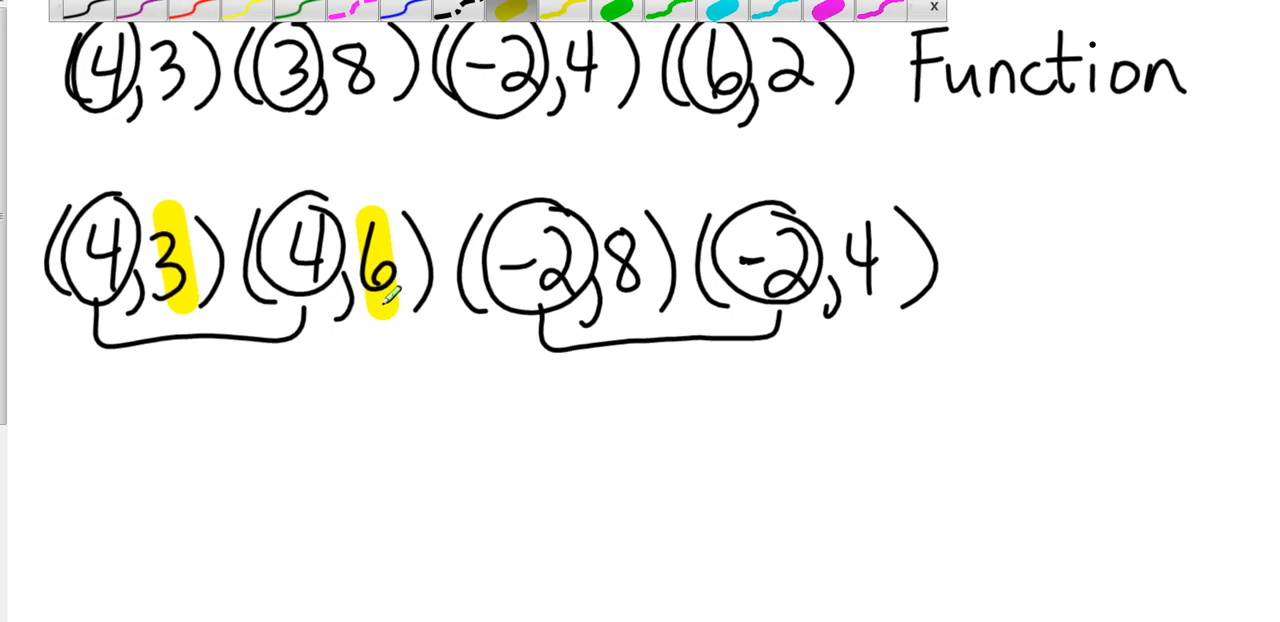 (4,3) (3,8) (-2,4) (6,2) Function
(4,3) (4,6) (-2,8) (-2,4)